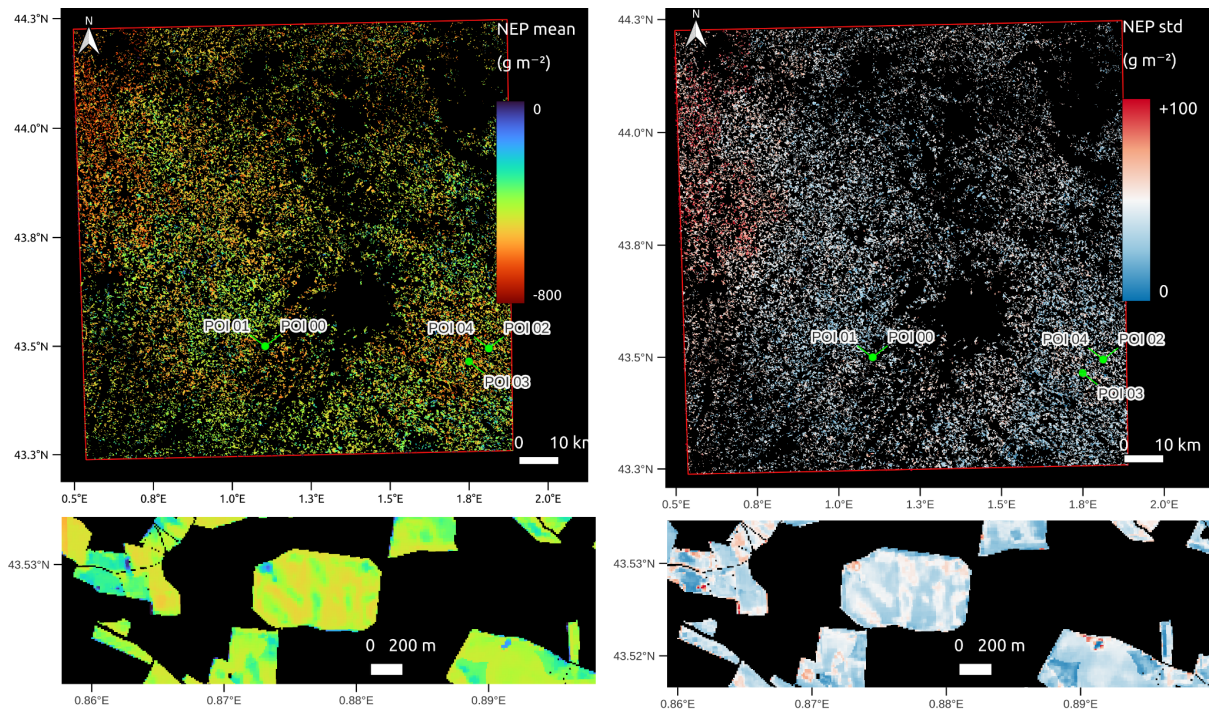 44.3°N
44.0°N
43.8°N
43.5°N
43.3°N
N
NEP mean
(g m⁻²)
0
-800
POI 01
POI 00
POI 04
POI 02
POI 03
0 10 km
0.5°E 0.8°E 1.0°E 1.3°E 1.5°E 1.8°E 2.0°E
44.3°N
44.0°N
43.8°N
43.5°N
43.3°N
N
NEP std
(g m⁻²)
+100
0
POI 01
POI 00
POI 04
POI 02
POI 03
0 10 km
0.5°E 0.8°E 1.0°E 1.3°E 1.5°E 1.8°E 2.0°E
43.53°N
0 200 m
0.86°E 0.87°E 0.88°E 0.89°E
43.53°N
43.52°N
0 200 m
0.86°E 0.87°E 0.88°E 0.89°E